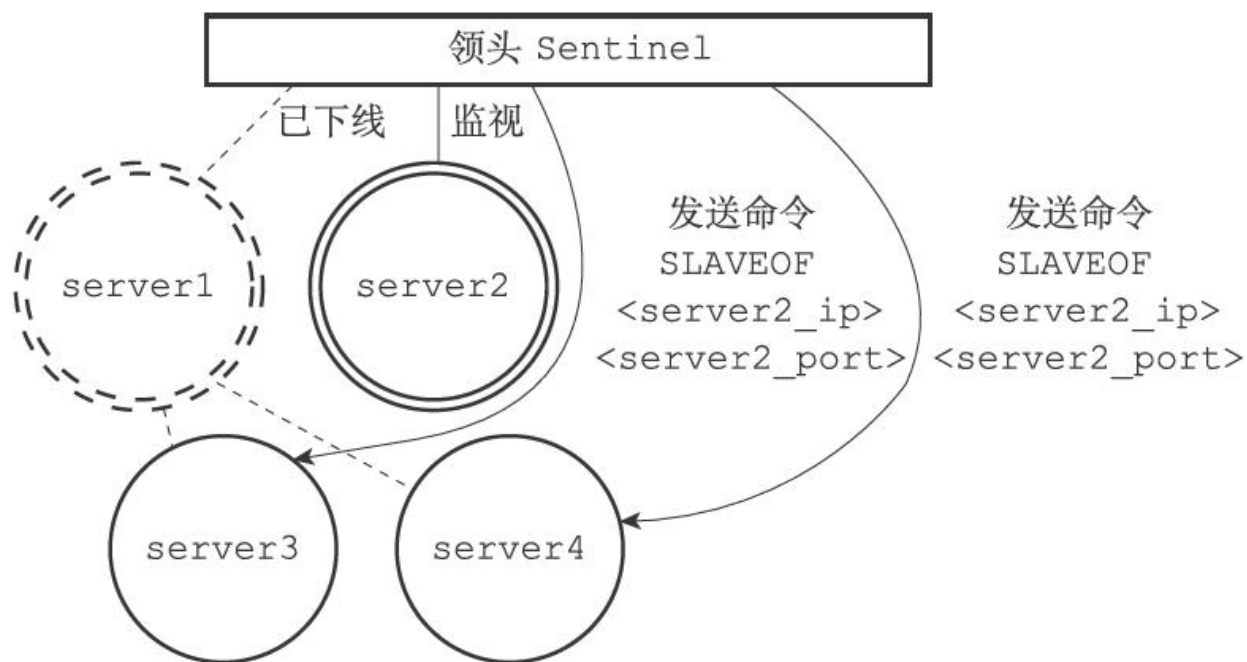 领头 Sentinel
已下线
监视
server1
server2
发送命令
SLAVEOF
<server2_ip>
<server2_port>
发送命令
SLAVEOF
<server2_ip>
<server2_port>
server3
server4